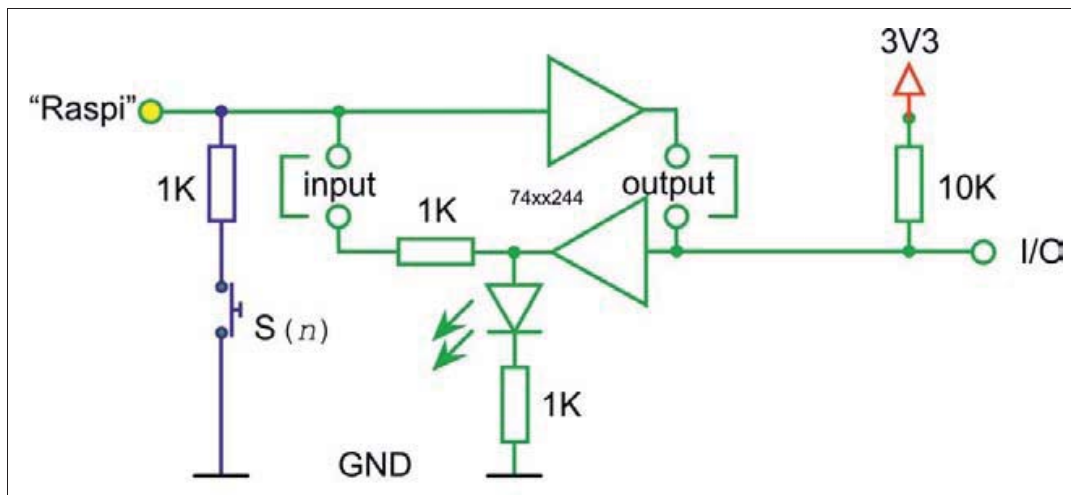 3V3
“Raspi”
1K
input
74xx244
output
10K
1K
I/O
S (n)
1K
GND